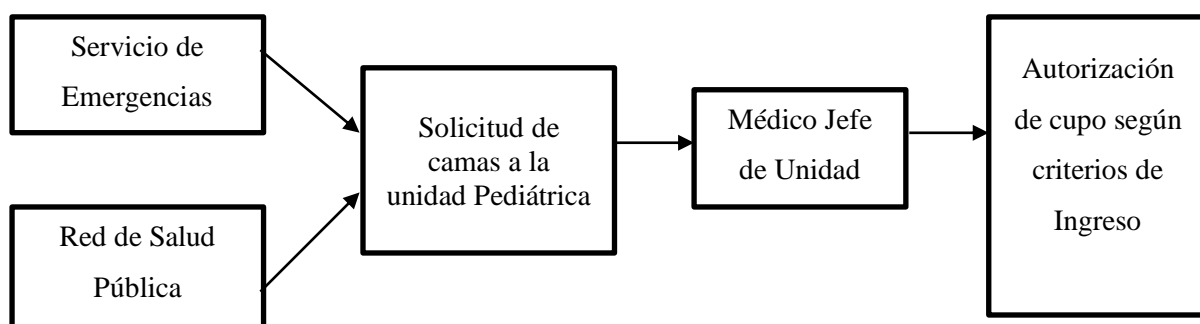 Servicio de
Emergencias
Red de Salud
Pública
Solicitud de
camas a la
unidad Pediátrica
Médico Jefe
de Unidad
Autorización
de cupo según
criterios de
Ingreso